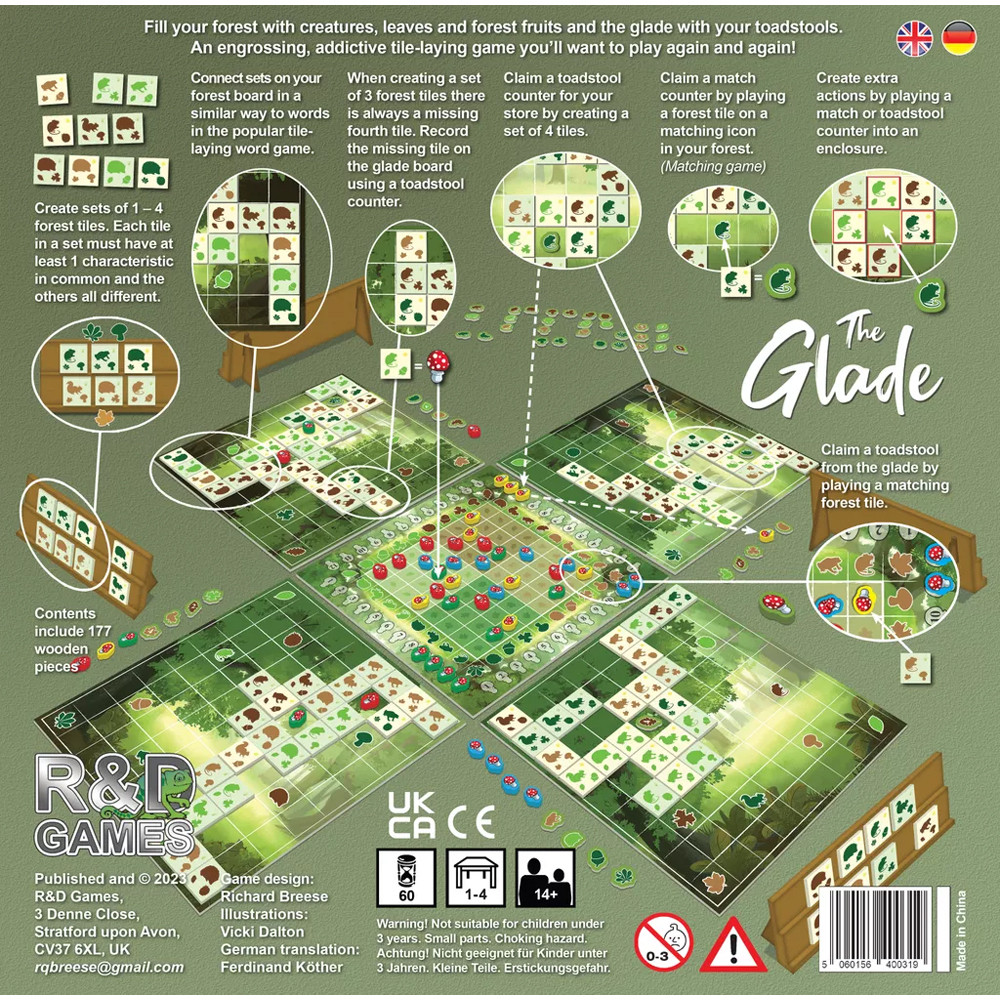 Fill your forest with creatures, leaves and forest fruits and the glade with your toadstools.
An engrossing, addictive tile-laying game you'll want to play again and again!
Connect sets on your
forest board in a
similar way to words
in the popular tile-
laying word game.
When creating a set
of 3 forest tiles there
is always a missing
fourth tile. Record
the missing tile on
the glade board
using a toadstool
counter.
Claim a toadstool
counter for your
store by creating a
set of 4 tiles.
Claim a match
counter by playing
a forest tile on a
matching icon
in your forest.
(Matching game)
Create extra
actions by playing a
match or toadstool
counter into an
enclosure.
Create sets of 1 – 4
forest tiles. Each tile
in a set must have at
least 1 characteristic
in common and the
others all different.
=
=
The
Glade
Claim a toadstool
from the glade by
playing a matching
forest tile.
Contents
include 177
wooden
pieces
R&D
GAMES
Published and © 2023
R&D Games,
3 Denne Close,
Stratford upon Avon,
CV37 6XL, UK
rqbreese@gmail.com
Game design:
Richard Breese
Illustrations:
Vicki Dalton
German translation:
Ferdinand Köther
UK
CA CE
60
1-4
14+
Warning! Not suitable for children under
3 years. Small parts. Choking hazard.
Achtung! Nicht geeignet für Kinder unter
3 Jahren. Kleine Teile. Erstickungsgefahr.
0-3
5 060156 400319
Made in China